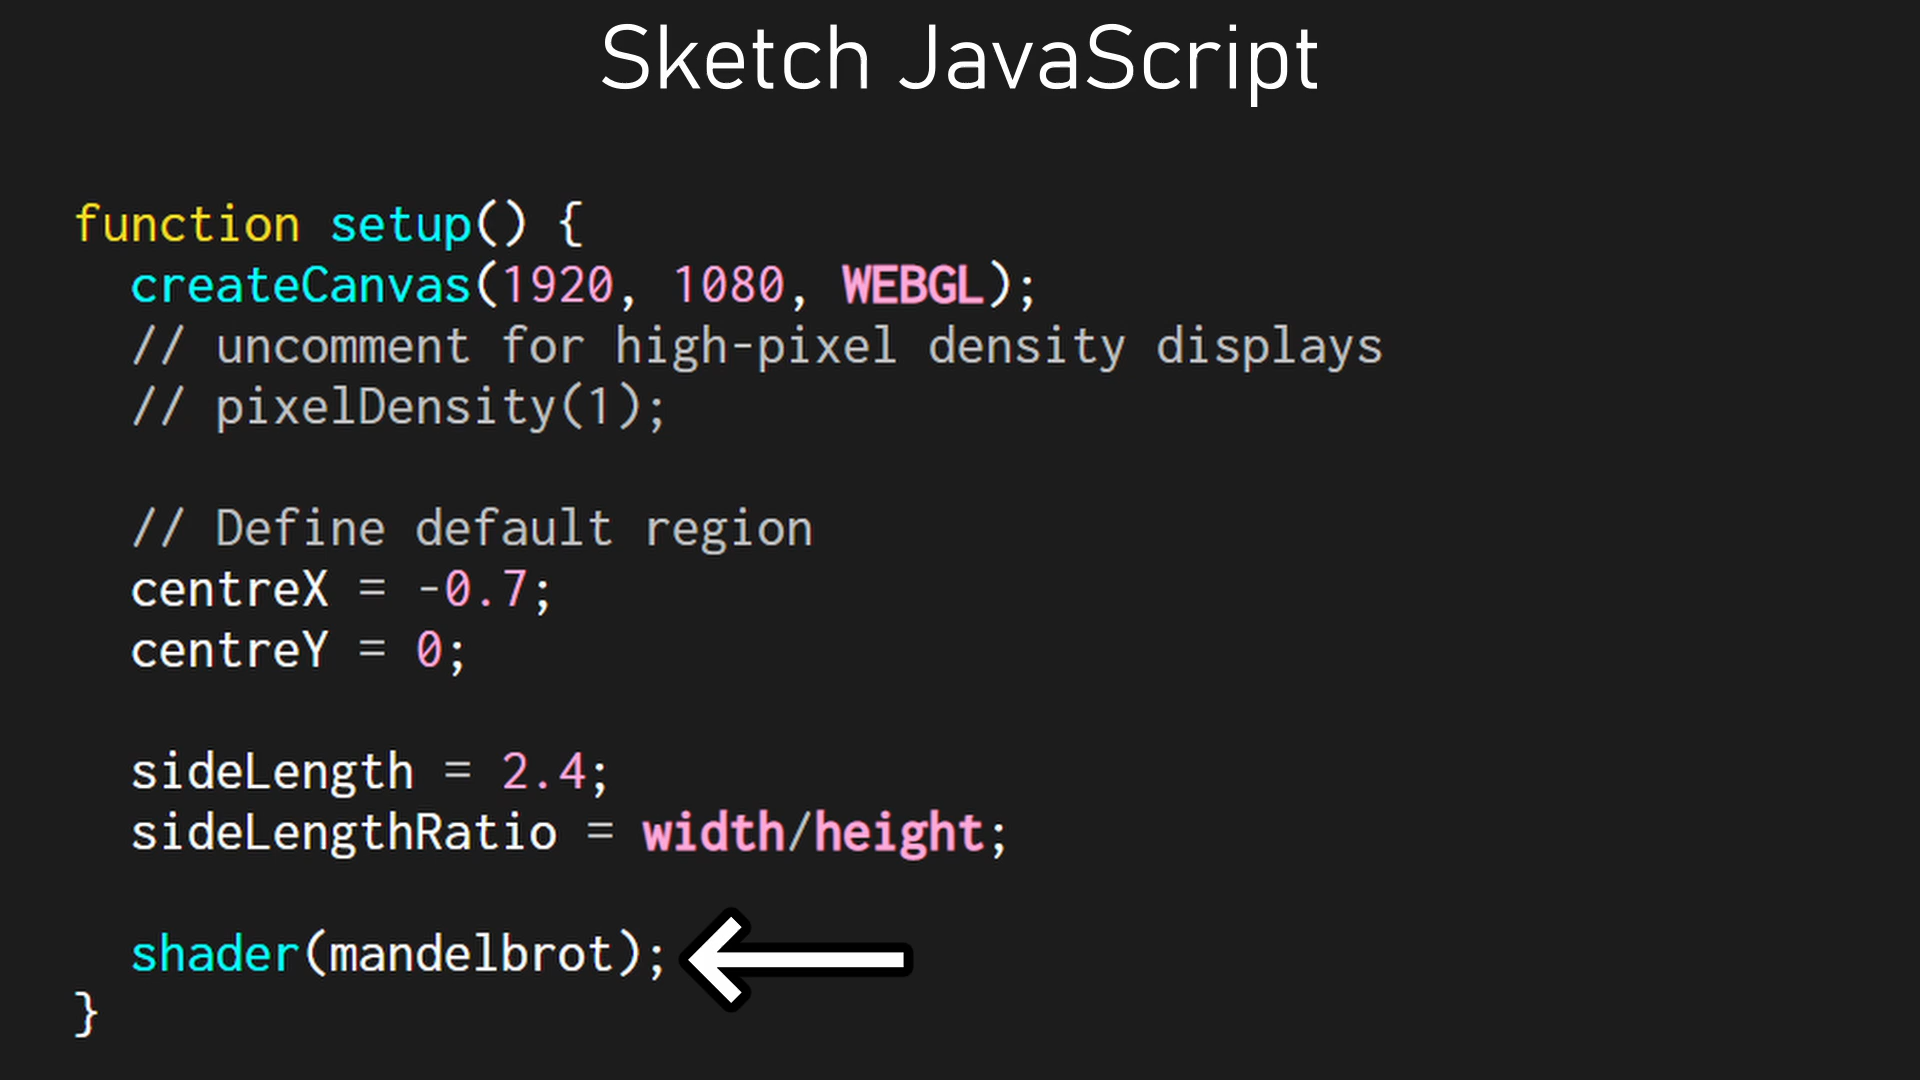 Sketch JavaScript
function setup() {
  createCanvas(1920, 1080, WEBGL);
  // uncomment for high-pixel density displays
  // pixelDensity(1);
  // Define default region
  centreX = -0.7;
  centreY = 0;
  sideLength = 2.4;
  sideLengthRatio = width/height;
  shader(mandelbrot);
}